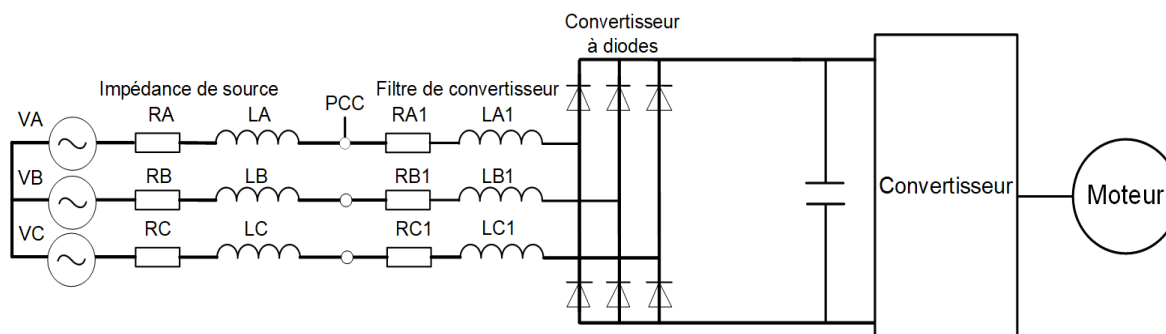 Convertisseur
à diodes
Impédance de source
Filtre de convertisseur
PCC
VA
RA
LA
RA1
LA1
VB
RB
LB
RB1
LB1
VC
RC
LC
RC1
LC1
Convertisseur
Moteur